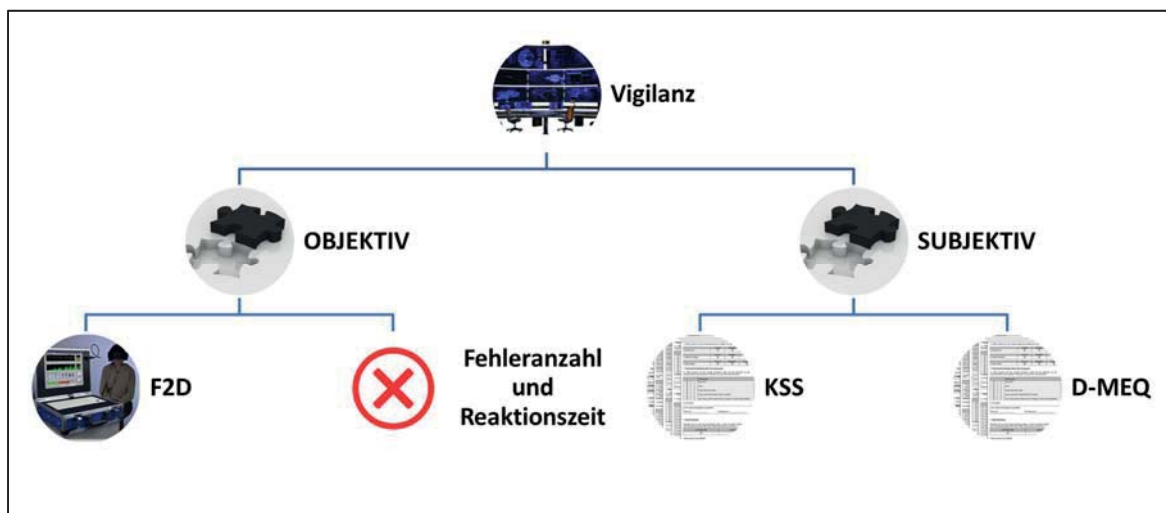 Vigilanz
OBJEKTIV
SUBJEKTIV
F2D
Fehleranzahl
und
Reaktionszeit
KSS
D-MEQ